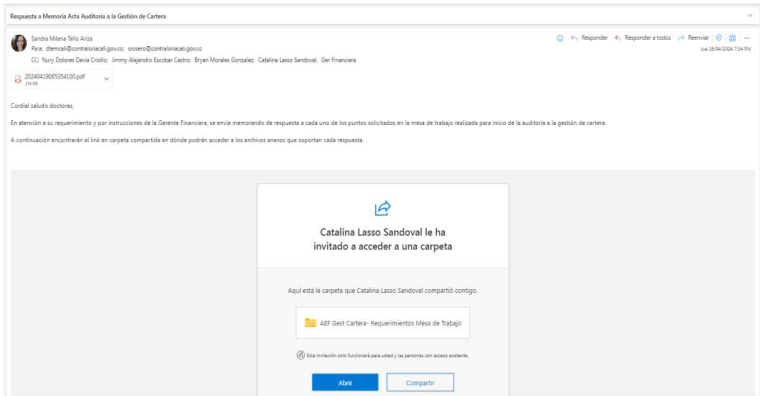 Respuesta a Memoria Acta Auditoría a la Gestión de Cartera
Sandra Milena Tello Ariza
Responder Responder a todos Reenviar
Para: dtemcali@contraloriacali.gov.co; srosero@contraloriacali.gov.co
jue 18/04/2024 7:54 PM
CC: Nury Dolores Davia Criollo; Jimmy Alejandro Escobar Castro; Bryan Morales Gonzalez; Catalina Lasso Sandoval; Ger Financiera
20240419065354100.pdf
Cordial saludo doctoras,
En atención a su requerimiento y por instrucciones de la Gerente Financiera, se envía memorando de respuesta a cada uno de los puntos solicitados en la mesa de trabajo realizada para inicio de la auditoria a la gestión de cartera.
A continuación encontrarán el link en carpeta compartida en dónde podrán acceder a los archivos anexos que soportan cada respuesta.
Catalina Lasso Sandoval le ha
invitado a acceder a una carpeta
Aquí está la carpeta que Catalina Lasso Sandoval compartió contigo.
AEF Gest Cartera- Requerimientos Mesa de Trabajo
Esta invitación solo funcionará para usted y las personas con acceso existente.
Abrir Compartir